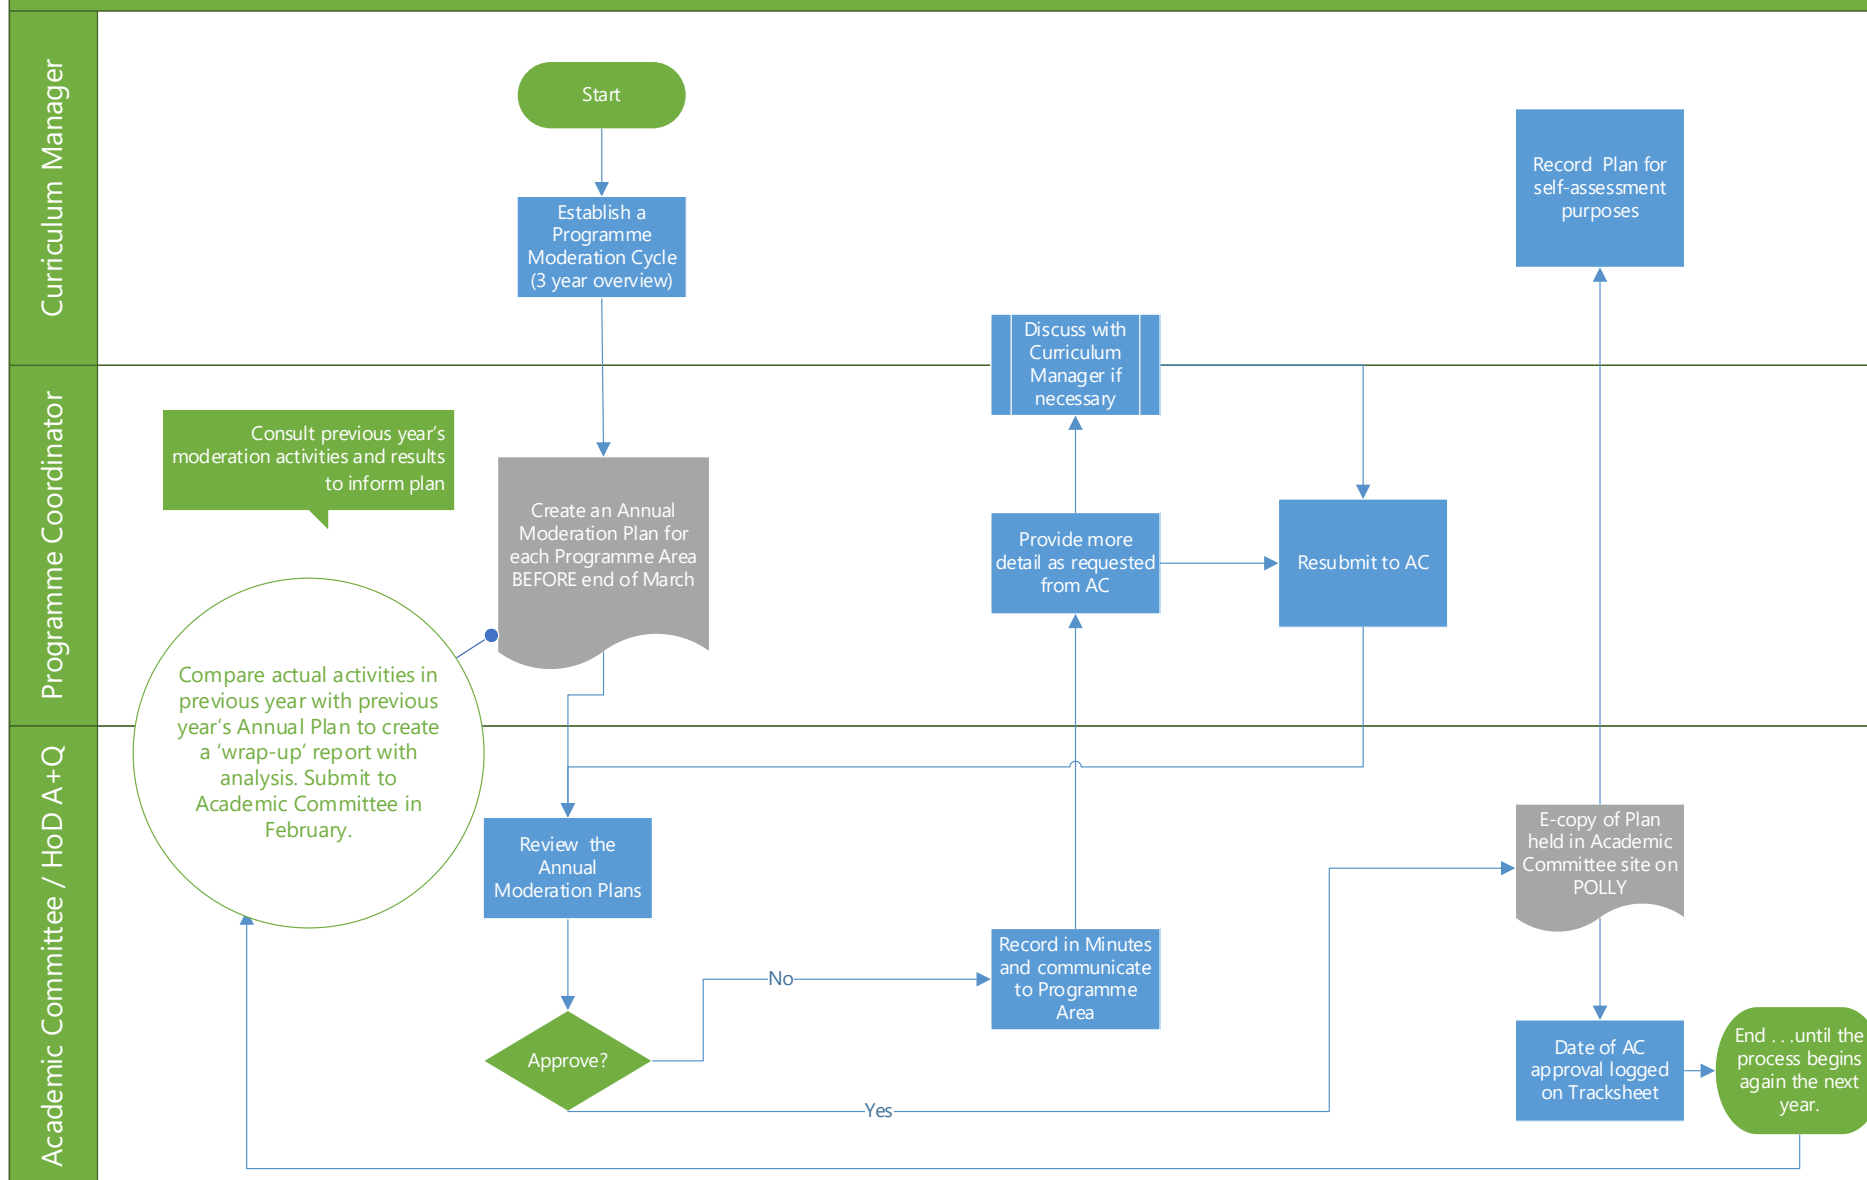 Curriculum Manager
Start
Establish a
Programme
Moderation Cycle
(3 year overview)
Record Plan for
self-assessment
purposes
Discuss with
Curriculum
Manager if
necessary
Programme Coordinator
Consult previous year's
moderation activities and results
to inform plan
Create an Annual
Moderation Plan for
each Programme Area
BEFORE end of March
Provide more
detail as requested
from AC
Resubmit to AC
Compare actual activities in
previous year with previous
year's Annual Plan to create
a ‘wrap-up’ report with
analysis. Submit to
Academic Committee in
February.
Academic Committee / HoD A+Q
Review the
Annual
Moderation Plans
E-copy of Plan
held in Academic
Committee site on
POLLY
Record in Minutes
and communicate
to Programme
Area
No
Approve?
Yes
Date of AC
approval logged
on Tracksheet
End . . .until the
process begins
again the next
year.